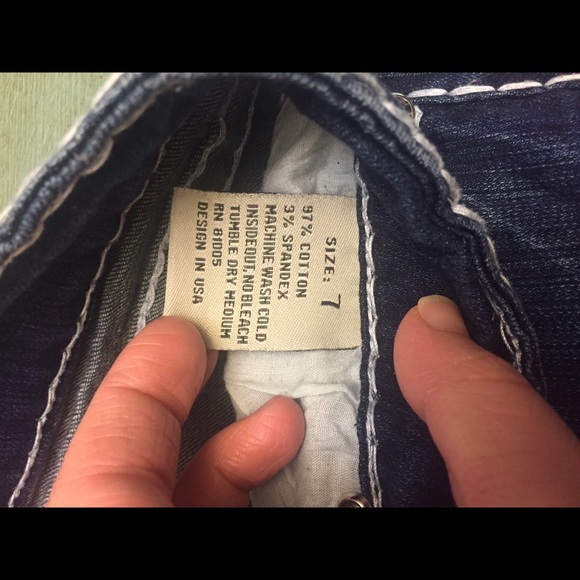 SIZE: 7
97% COTTON
3% SPANDEX
MACHINE WASH COLD
INSIDEOUT, NO BLEACH
TUMBLE DRY MEDIUM
RN 81005
DESIGN IN USA